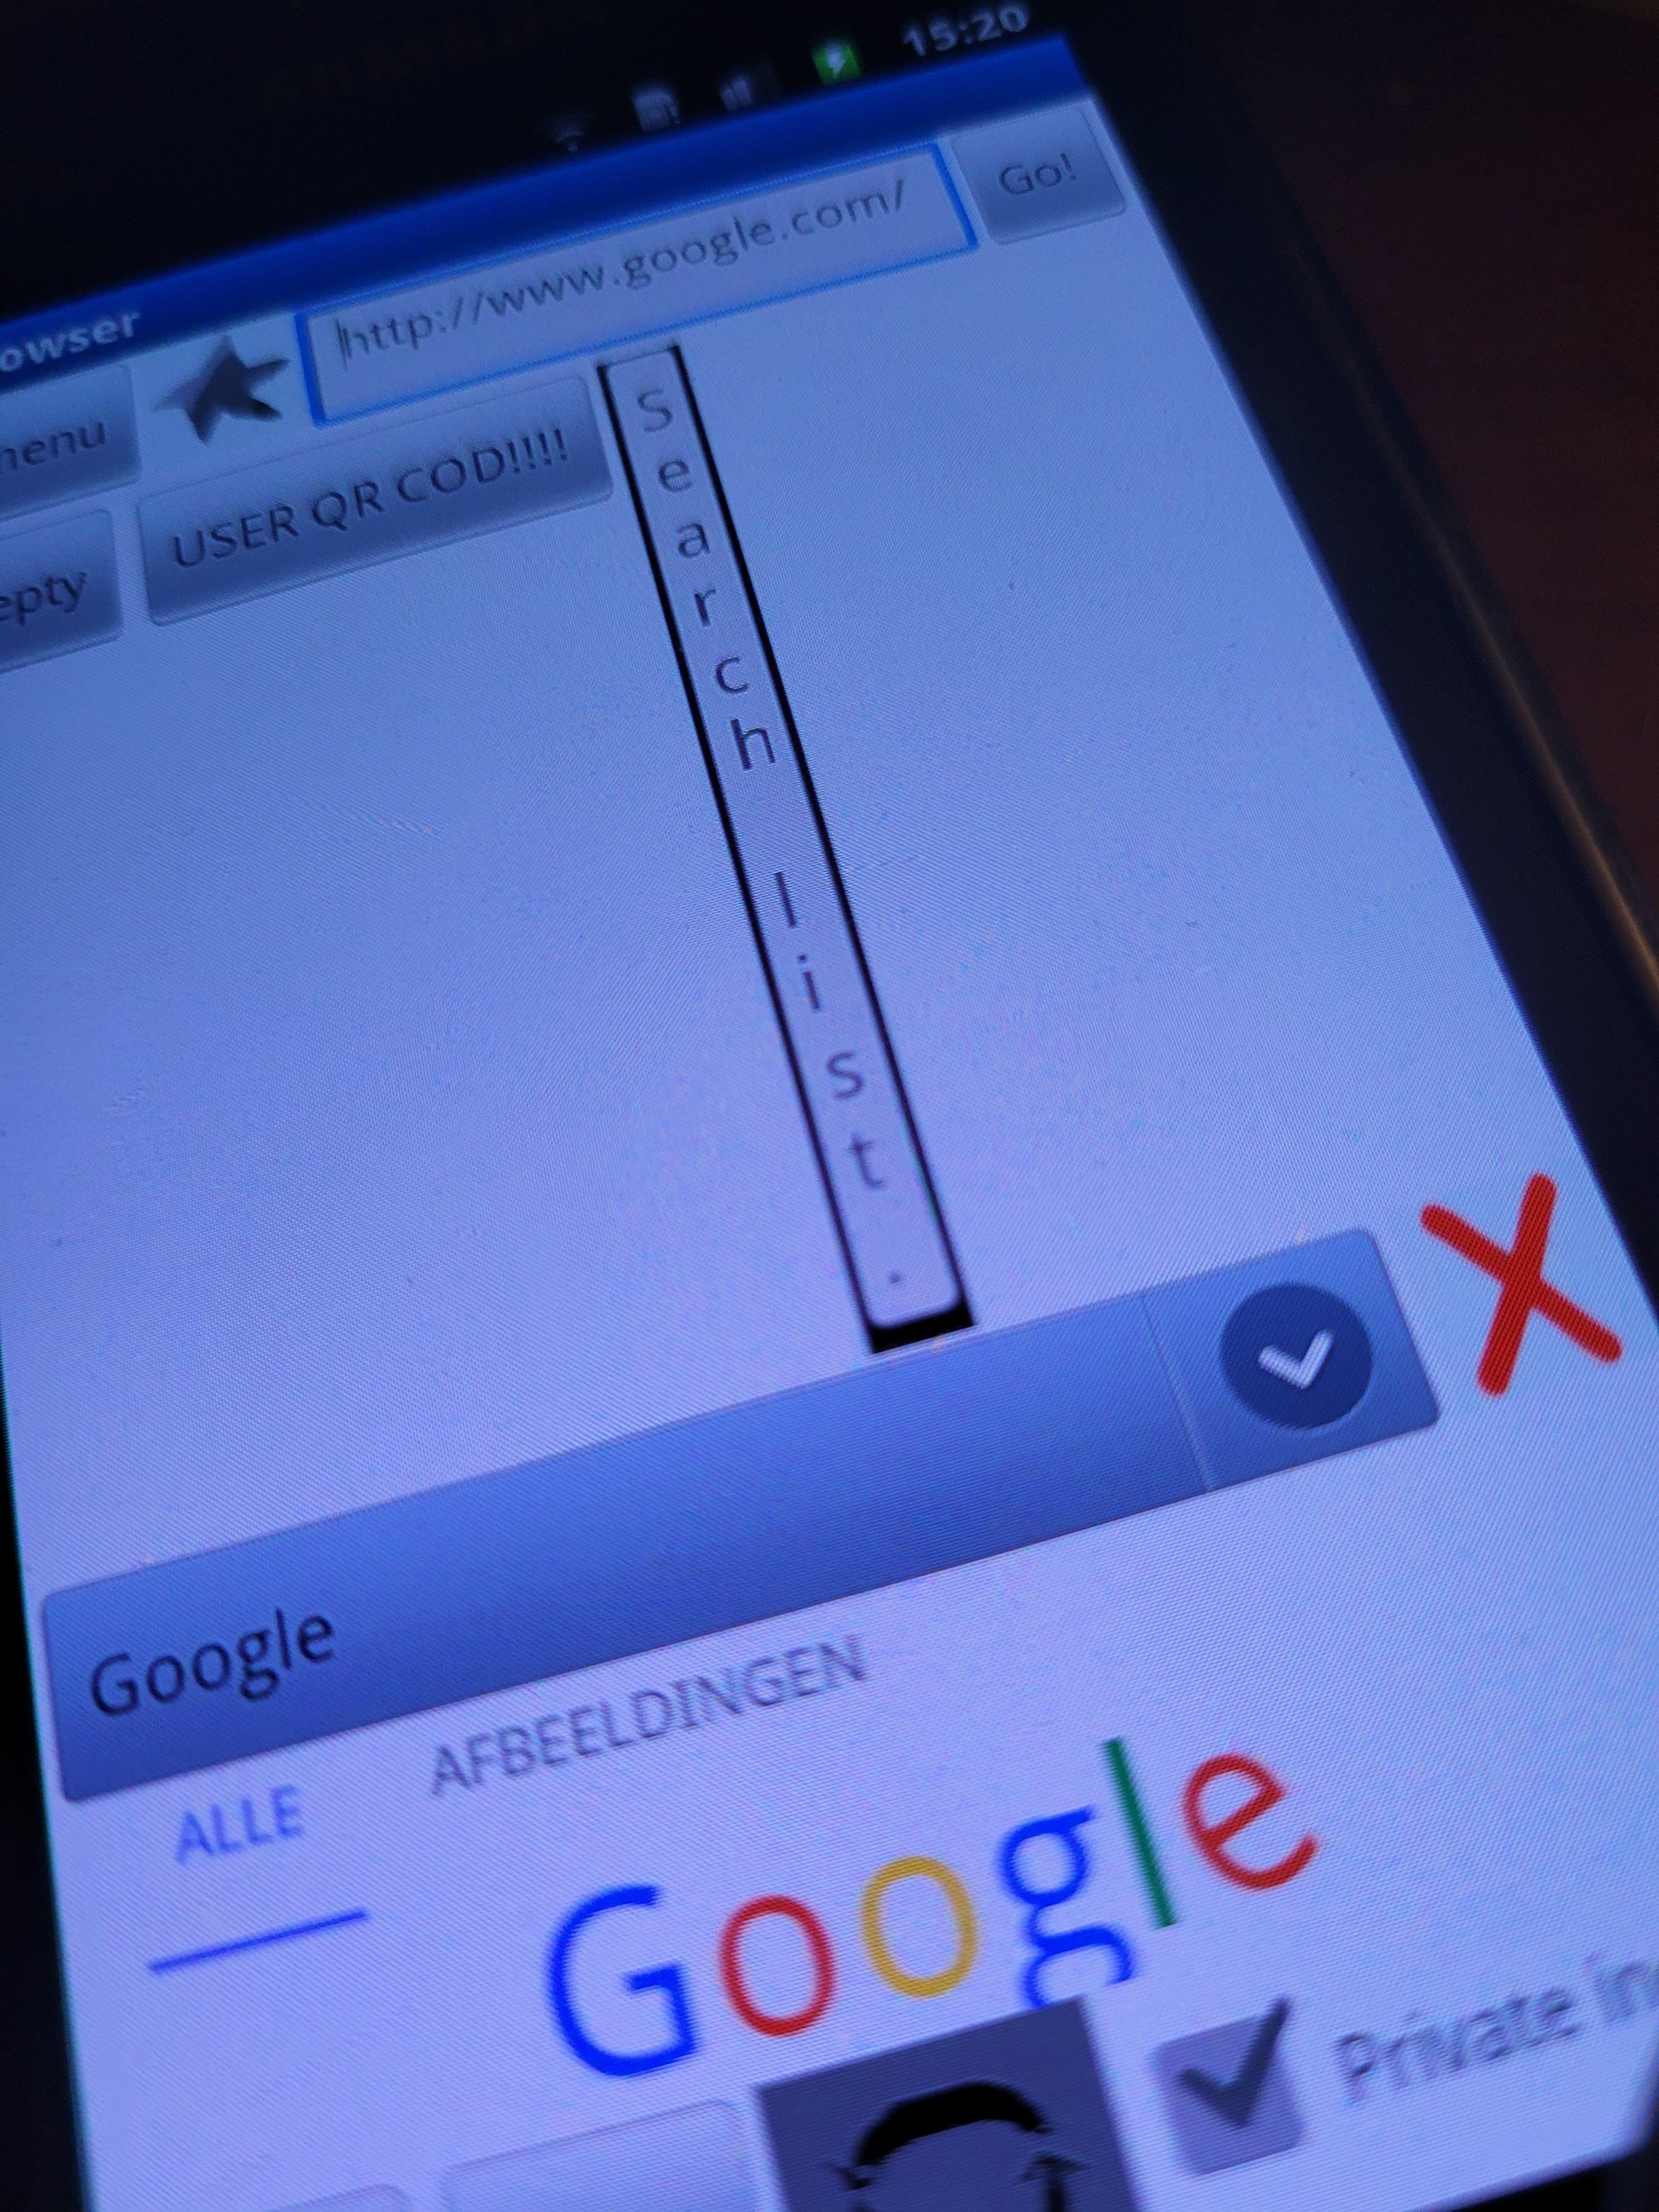 15:20
owser
menu
http://www.google.com/
Go!
epty
USER QR COD!!!!
Search list.
Google
ALLE
AFBEELDINGEN
Google
Private in